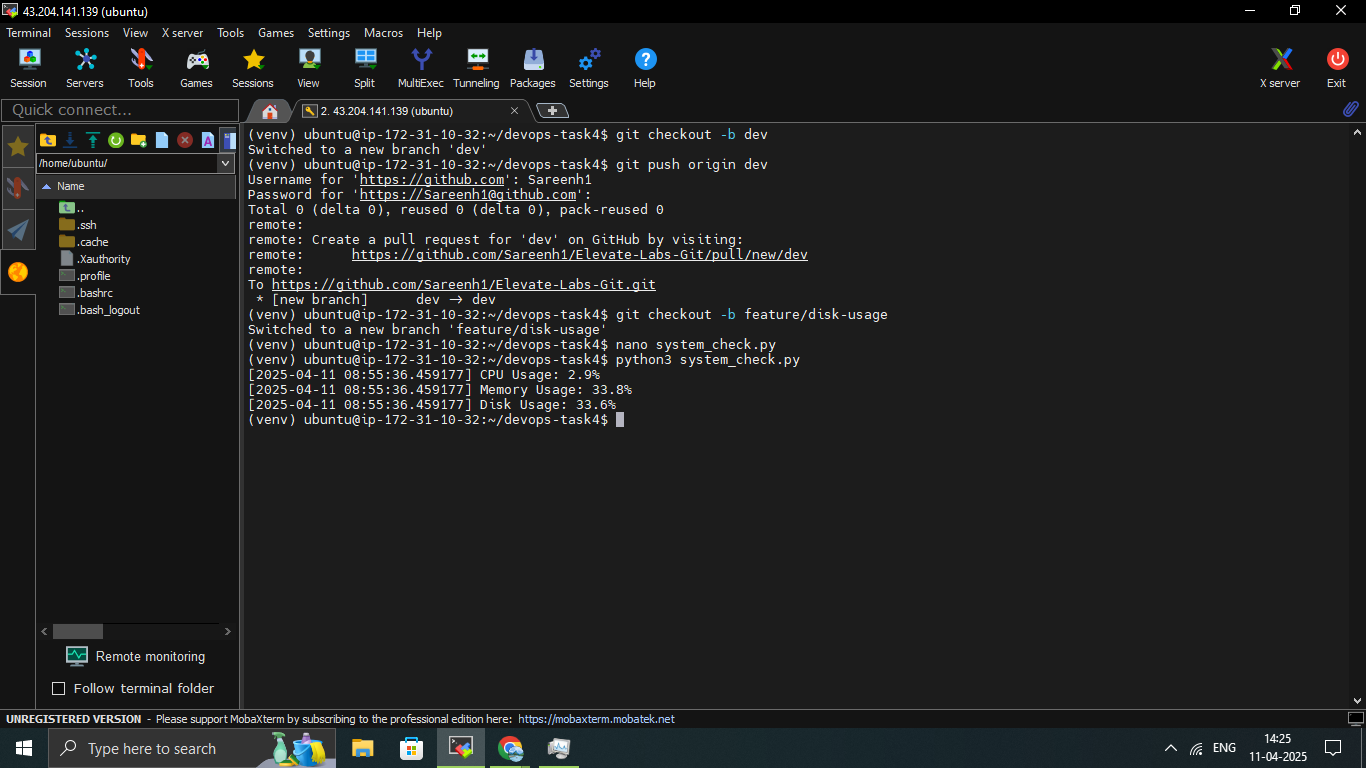 43.204.141.139 (ubuntu)
Terminal Sessions View X server Tools Games Settings Macros Help
Session Servers Tools Games Sessions View Split MultiExec Tunneling Packages Settings Help X server Exit
Quick connect...
2. 43.204.141.139 (ubuntu)
/home/ubuntu/
Name
..
.ssh
.cache
.Xauthority
.profile
.bashrc
.bash_logout
Remote monitoring
Follow terminal folder
(venv) ubuntu@ip-172-31-10-32:~/devops-task4$ git checkout -b dev
Switched to a new branch 'dev'
(venv) ubuntu@ip-172-31-10-32:~/devops-task4$ git push origin dev
Username for 'https://github.com': Sareenh1
Password for 'https://Sareenh1@github.com':
Total 0 (delta 0), reused 0 (delta 0), pack-reused 0
remote:
remote: Create a pull request for 'dev' on GitHub by visiting:
remote:      https://github.com/Sareenh1/Elevate-Labs-Git/pull/new/dev
remote:
To https://github.com/Sareenh1/Elevate-Labs-Git.git
 * [new branch]      dev -> dev
(venv) ubuntu@ip-172-31-10-32:~/devops-task4$ git checkout -b feature/disk-usage
Switched to a new branch 'feature/disk-usage'
(venv) ubuntu@ip-172-31-10-32:~/devops-task4$ nano system_check.py
(venv) ubuntu@ip-172-31-10-32:~/devops-task4$ python3 system_check.py
[2025-04-11 08:55:36.459177] CPU Usage: 2.9%
[2025-04-11 08:55:36.459177] Memory Usage: 33.8%
[2025-04-11 08:55:36.459177] Disk Usage: 33.6%
(venv) ubuntu@ip-172-31-10-32:~/devops-task4$
UNREGISTERED VERSION - Please support MobaXterm by subscribing to the professional edition here: https://mobaxterm.mobatek.net
Type here to search
ENG
14:25
11-04-2025